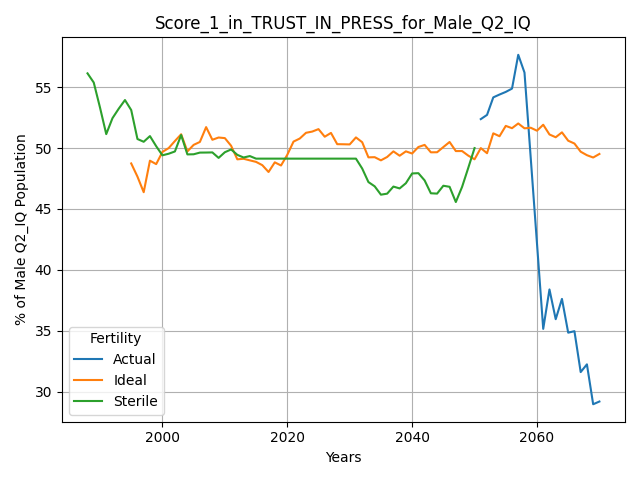 Score_1_in_TRUST_IN_PRESS_for_Male_Q2_IQ
% of Male Q2_IQ Population
55
50
45
40
35
30
Fertility
Actual
Ideal
Sterile
2000 2020 2040 2060
Years